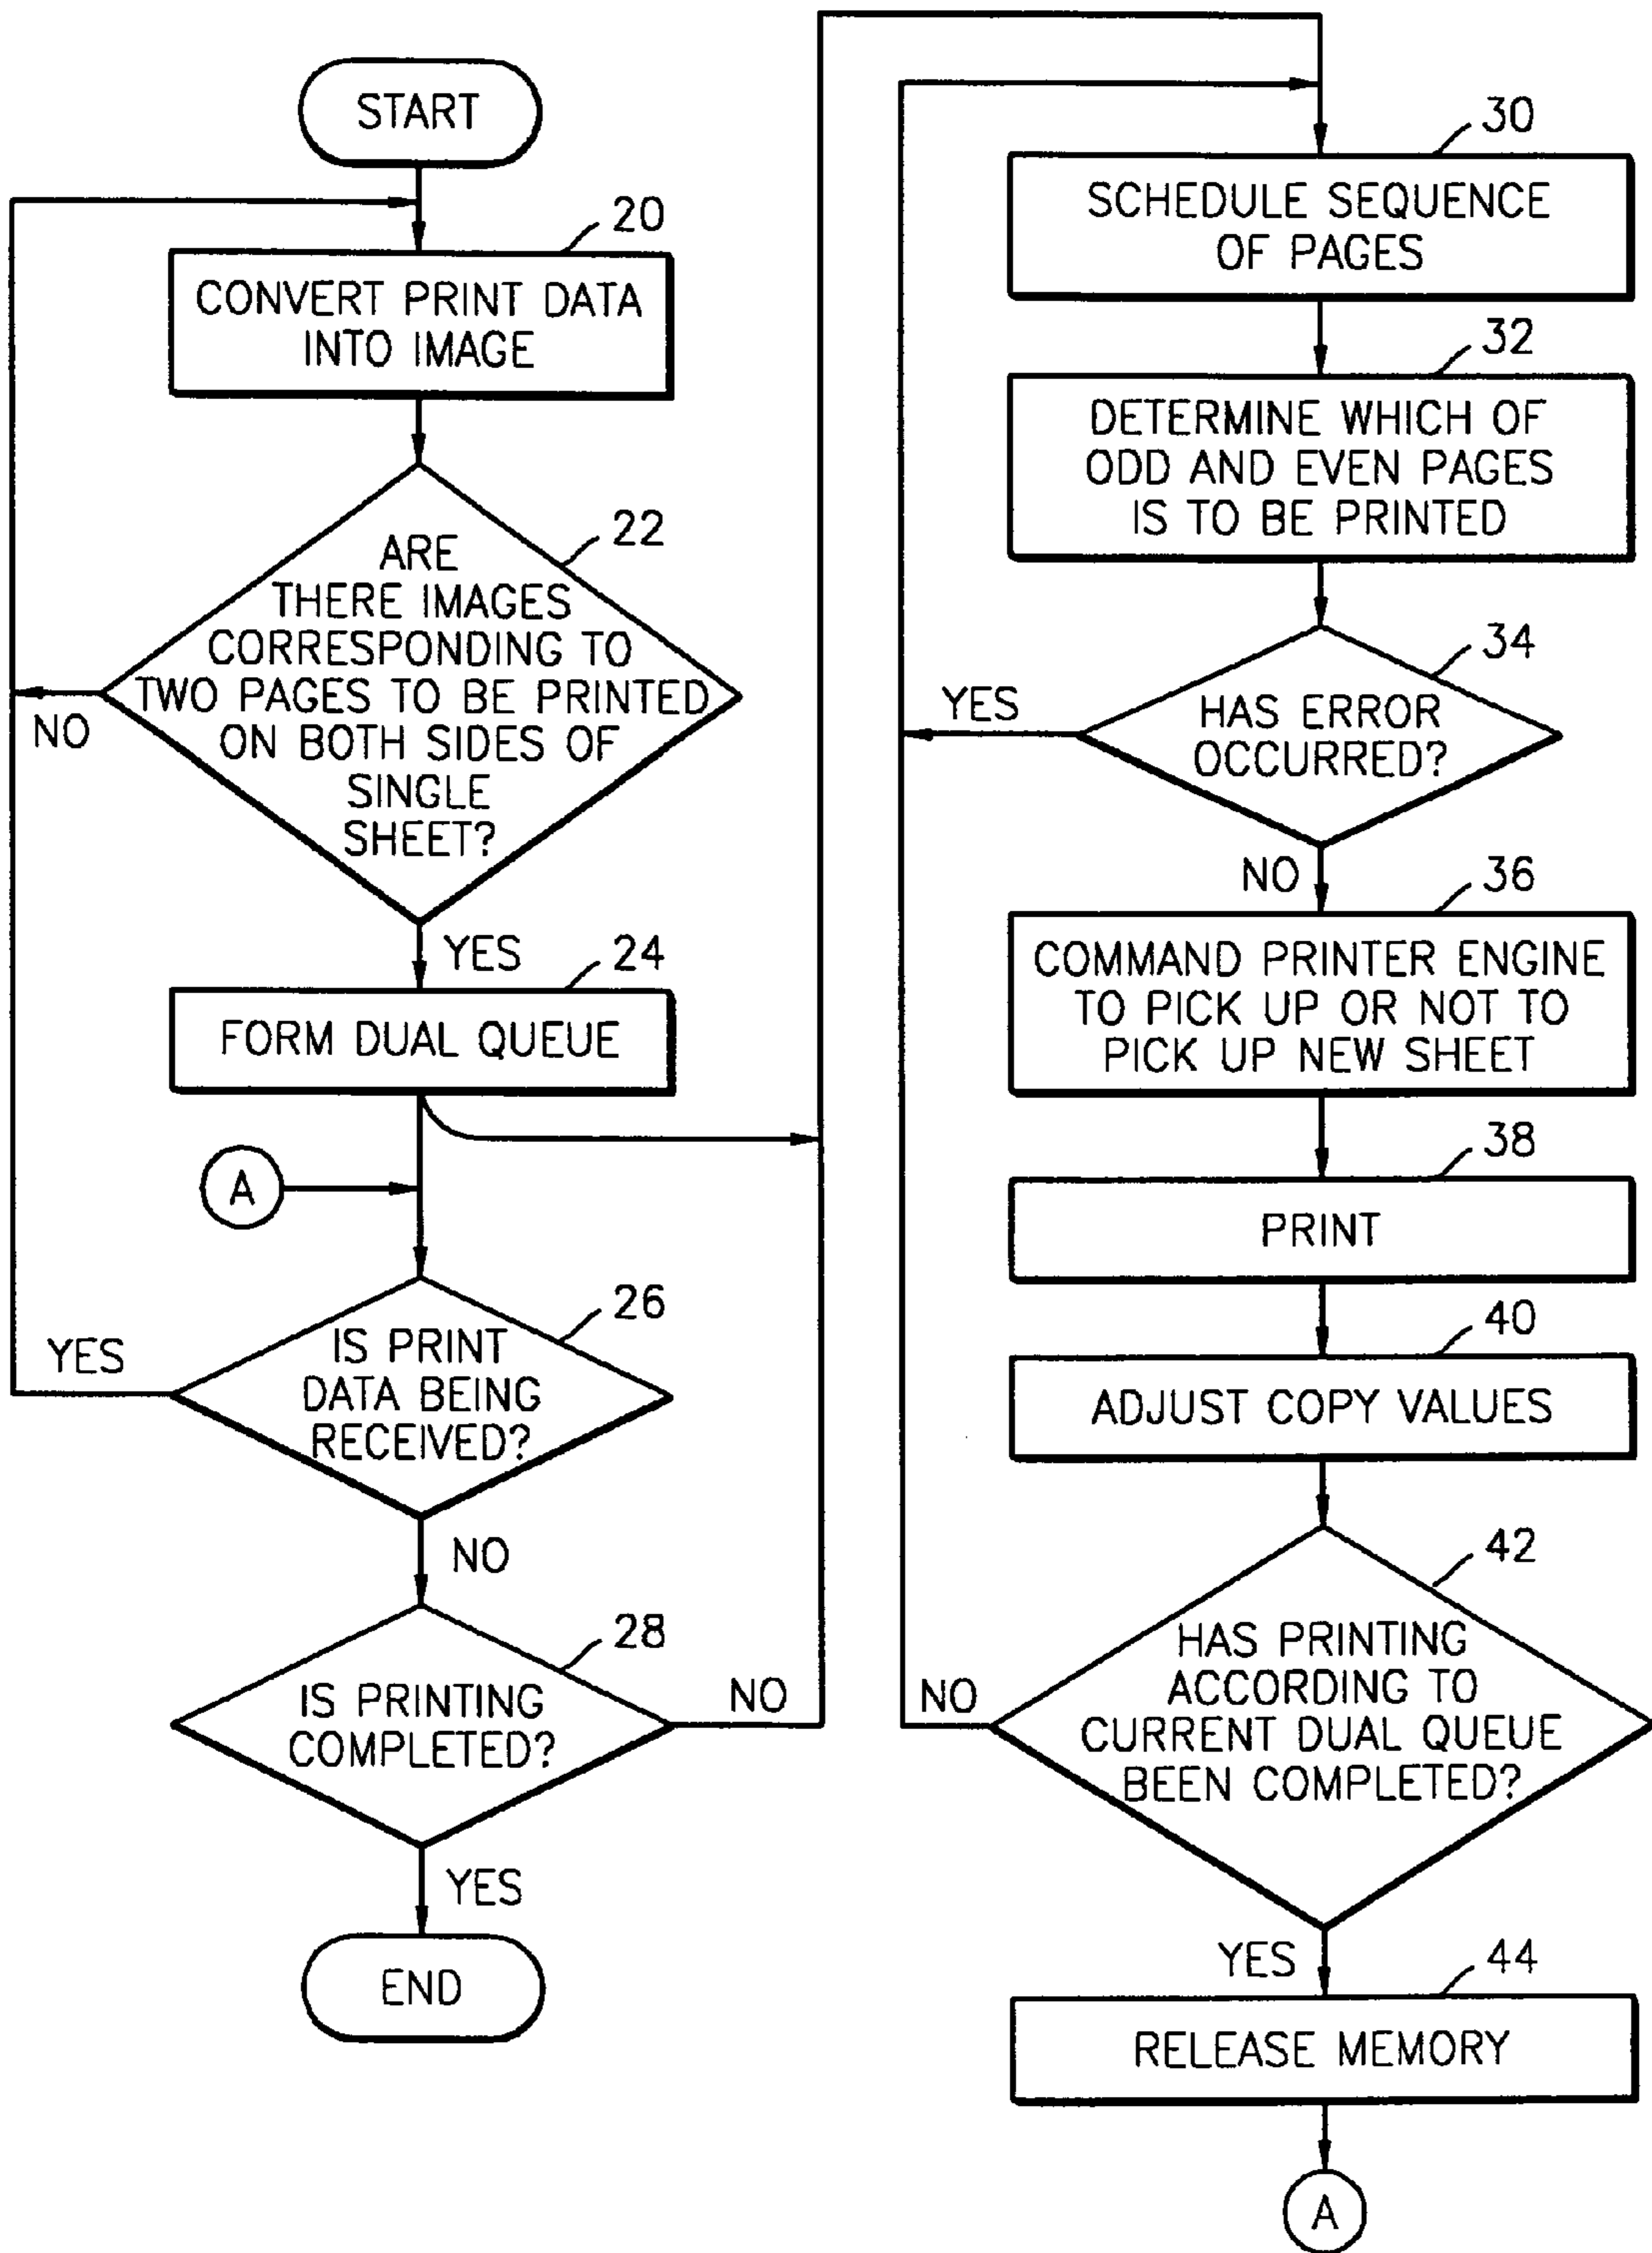 START
20
CONVERT PRINT DATA
INTO IMAGE
22
ARE
THERE IMAGES
CORRESPONDING TO
TWO PAGES TO BE PRINTED
ON BOTH SIDES OF
SINGLE
SHEET?
NO
YES
24
FORM DUAL QUEUE
A
26
IS PRINT
DATA BEING
RECEIVED?
YES
NO
28
IS PRINTING
COMPLETED?
NO
YES
END
30
SCHEDULE SEQUENCE
OF PAGES
32
DETERMINE WHICH OF
ODD AND EVEN PAGES
IS TO BE PRINTED
34
HAS ERROR
OCCURRED?
YES
NO
36
COMMAND PRINTER ENGINE
TO PICK UP OR NOT TO
PICK UP NEW SHEET
38
PRINT
40
ADJUST COPY VALUES
42
HAS PRINTING
ACCORDING TO
CURRENT DUAL QUEUE
BEEN COMPLETED?
NO
YES
44
RELEASE MEMORY
A